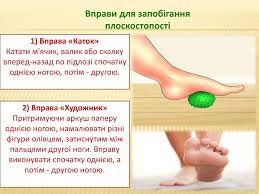 Вправи для запобігання
плоскостопості
1) Вправа «Каток»
Катати м'ячик, валик або скалку
вперед-назад по підлозі спочатку
однією ногою, потім - другою.
2) Вправа «Художник»
Притримуючи аркуш паперу
однією ногою, намалювати різні
фігури олівцем, затиснутим між
пальцями другої ноги. Вправу
виконувати спочатку однією, а
потім - другою ногою.